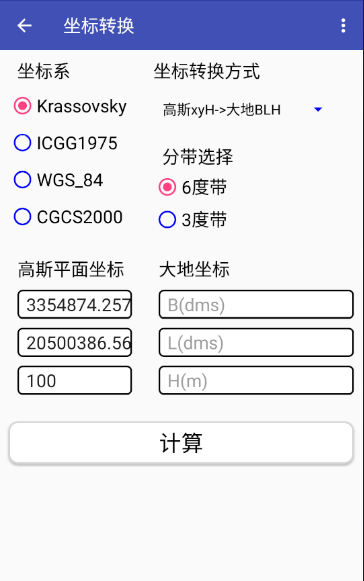 坐标转换
坐标系
坐标转换方式
Krassovsky
高斯xyH->大地BLH
ICGG1975
分带选择
WGS_84
6度带
CGCS2000
3度带
高斯平面坐标
大地坐标
3354874.257
B(dms)
20500386.56
L(dms)
100
H(m)
计算